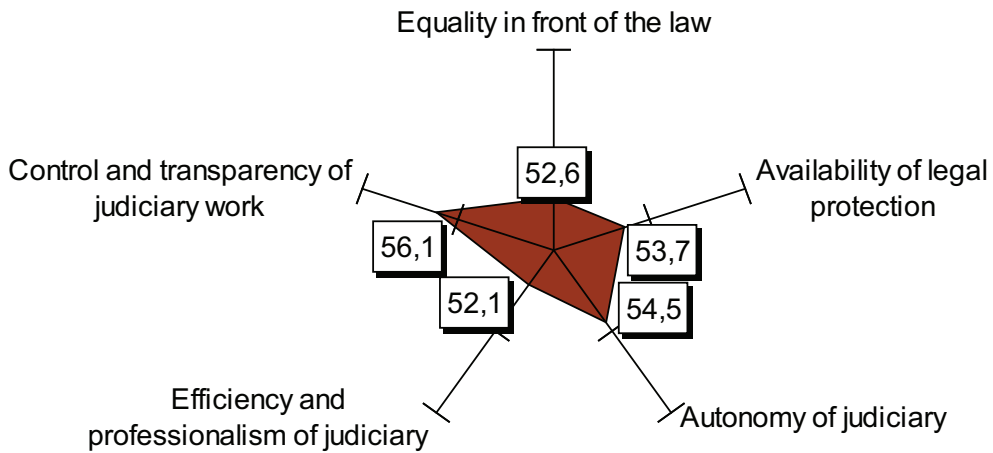 Equality in front of the law
52,6
Control and transparency of
judiciary work
Availability of legal
protection
56,1
53,7
52,1
54,5
Efficiency and
professionalism of judiciary
Autonomy of judiciary